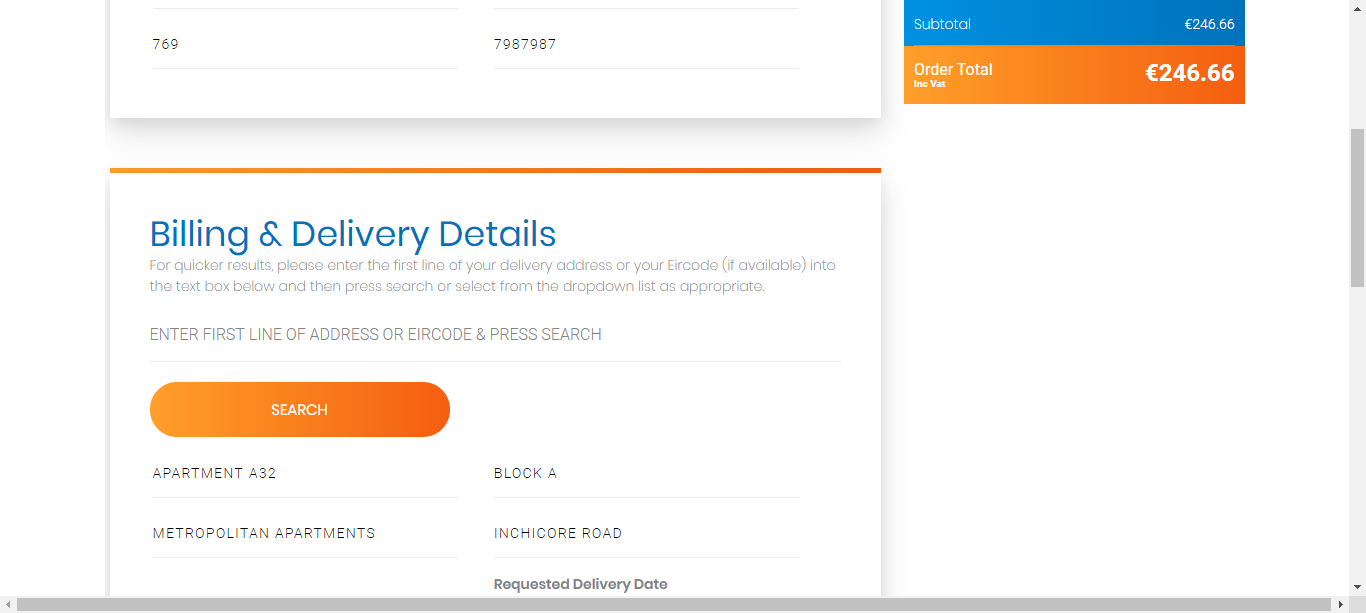 769
7987987
Subtotal
€246.66
Order Total
€246.66
Inc Vat
Billing & Delivery Details
For quicker results, please enter the first line of your delivery address or your Eircode (if available) into
the text box below and then press search or select from the dropdown list as appropriate.
ENTER FIRST LINE OF ADDRESS OR EIRCODE & PRESS SEARCH
SEARCH
APARTMENT A32
BLOCK A
METROPOLITAN APARTMENTS
INCHICORE ROAD
Requested Delivery Date